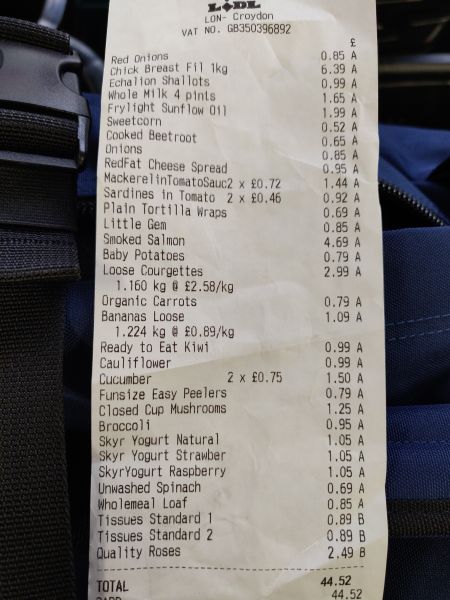 LIDL
LON- Croydon
VAT NO. GB350396892
£
Red Onions 0.85 A
Chick Breast Fil 1kg 6.39 A
Echalion Shallots 0.99 A
Whole Milk 4 pints 1.65 A
Frylight Sunflow Oil 1.99 A
Sweetcorn 0.52 A
Cooked Beetroot 0.65 A
Onions 0.85 A
RedFat Cheese Spread 0.95 A
MackerelinTomatoSauc2 x £0.72 1.44 A
Sardines in Tomato 2 x £0.46 0.92 A
Plain Tortilla Wraps 0.69 A
Little Gem 0.85 A
Smoked Salmon 4.69 A
Baby Potatoes 0.79 A
Loose Courgettes 2.99 A
1.160 kg @ £2.58/kg
Organic Carrots 0.79 A
Bananas Loose 1.09 A
1.224 kg @ £0.89/kg
Ready to Eat Kiwi 0.99 A
Cauliflower 0.99 A
Cucumber 2 x £0.75 1.50 A
Funsize Easy Peelers 0.79 A
Closed Cup Mushrooms 1.25 A
Broccoli 0.95 A
Skyr Yogurt Natural 1.05 A
Skyr Yogurt Strawber 1.05 A
SkyrYogurt Raspberry 1.05 A
Unwashed Spinach 0.69 A
Wholemeal Loaf 0.85 A
Tissues Standard 1 0.89 B
Tissues Standard 2 0.89 B
Quality Roses 2.49 B
TOTAL 44.52
CARD 44.52